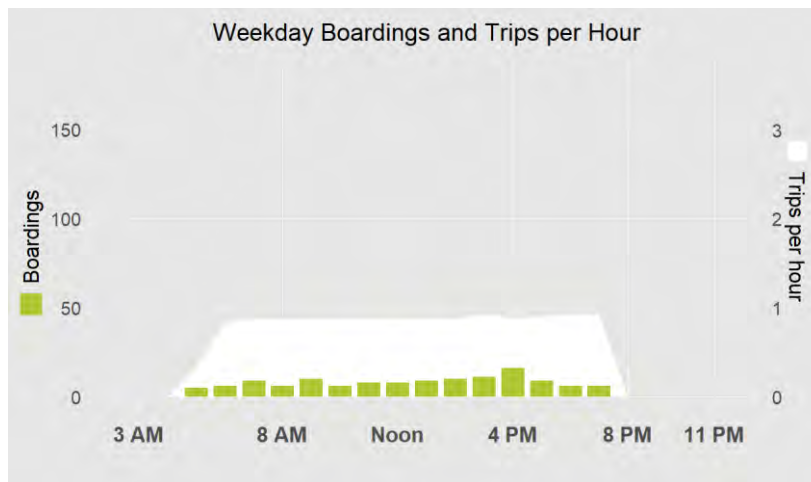 Weekday Boardings and Trips per Hour
150
100
50
0
Boardings
3
2
1
0
Trips per hour
3 AM 8 AM Noon 4 PM 8 PM 11 PM